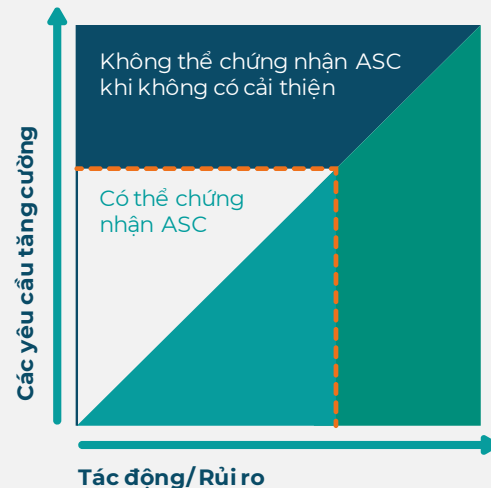 Không thể chứng nhận ASC
khi không có cải thiện
Có thể chứng
nhận ASC
Các yêu cầu tăng cường
Tác động/Rủi ro